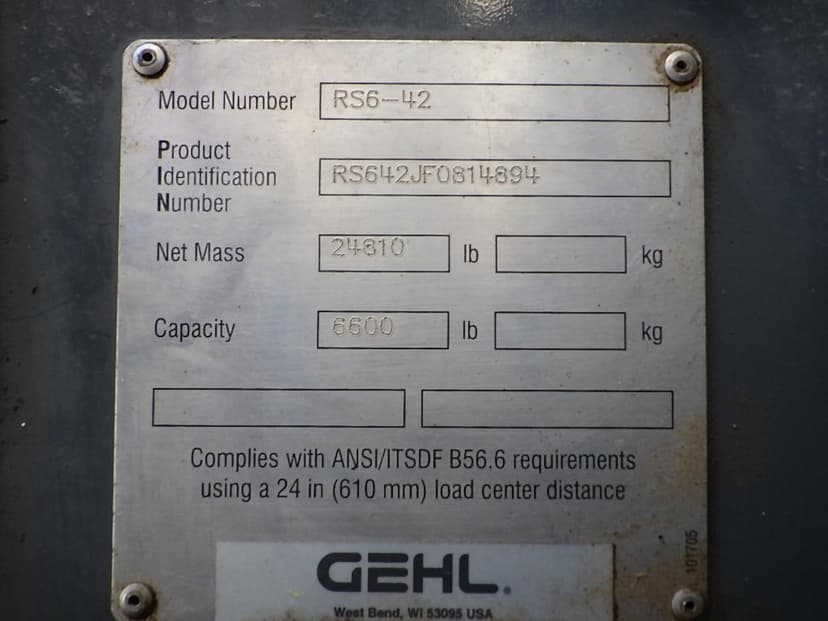 Model Number RS6-42
Product
Identification RS642JF0814894
Number
Net Mass 24810 lb kg
Capacity 6600 lb kg
Complies with ANSI/ITSDF B56.6 requirements
using a 24 in (610 mm) load center distance
101705
GEHL.
West Bend, WI 53095 USA